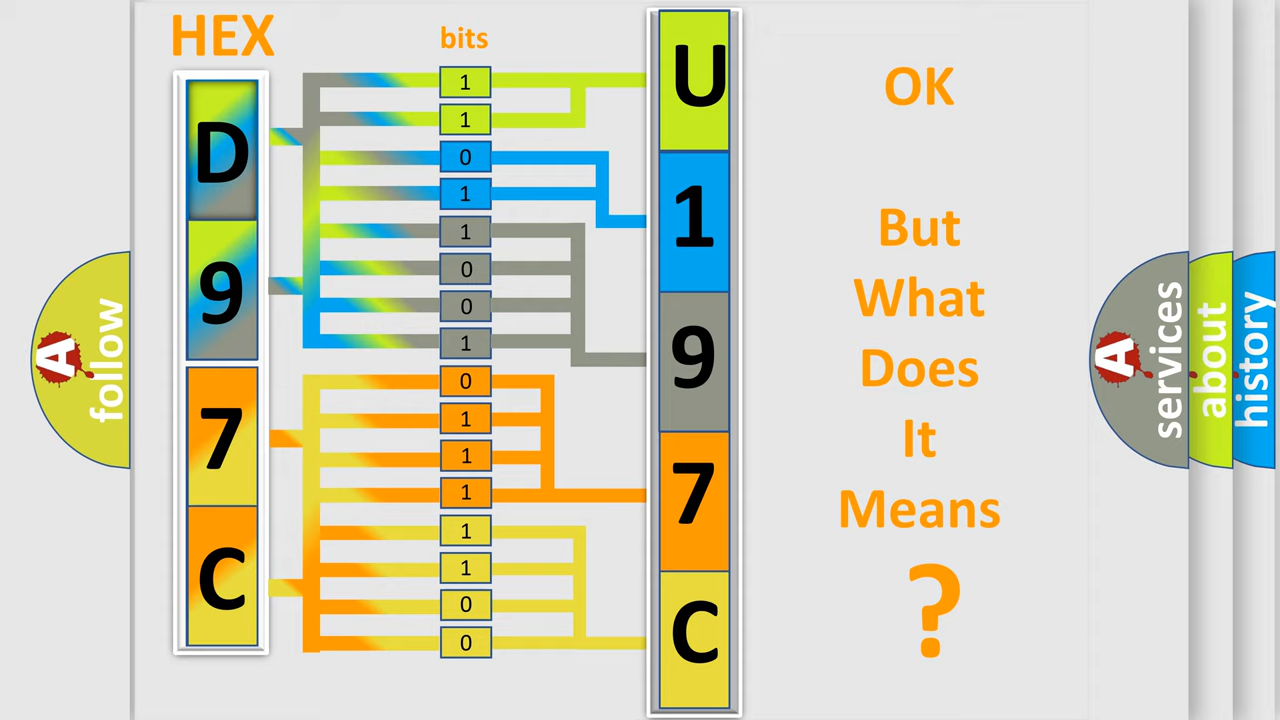 HEX
bits
D
9
7
C
1
1
0
1
1
0
0
1
0
1
1
1
1
1
0
0
U
1
9
7
C
OK
But
What
Does
It
Means
?
A
follow
A
services
about
history